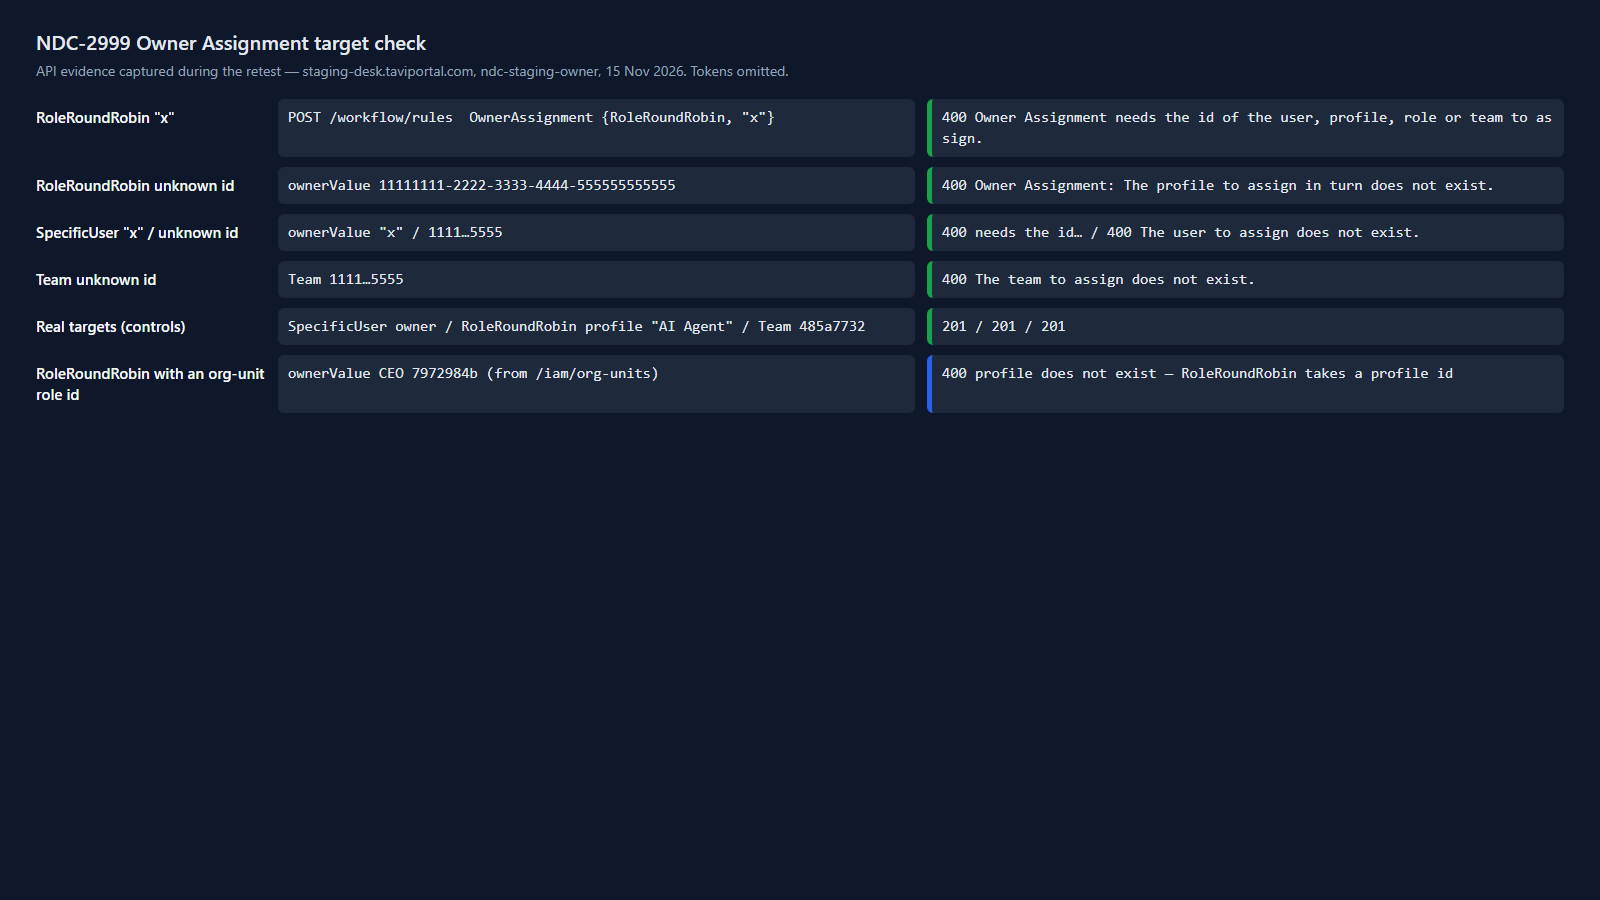 NDC-2999 Owner Assignment target check
API evidence captured during the retest — staging-desk.taviportal.com, ndc-staging-owner, 15 Nov 2026. Tokens omitted.
RoleRoundRobin "x"
POST /workflow/rules  OwnerAssignment {RoleRoundRobin, "x"}
400 Owner Assignment needs the id of the user, profile, role or team to as
sign.
RoleRoundRobin unknown id
ownerValue 11111111-2222-3333-4444-555555555555
400 Owner Assignment: The profile to assign in turn does not exist.
SpecificUser "x" / unknown id
ownerValue "x" / 1111…5555
400 needs the id… / 400 The user to assign does not exist.
Team unknown id
Team 1111…5555
400 The team to assign does not exist.
Real targets (controls)
SpecificUser owner / RoleRoundRobin profile "AI Agent" / Team 485a7732
201 / 201 / 201
RoleRoundRobin with an org-unit
role id
ownerValue CEO 7972984b (from /iam/org-units)
400 profile does not exist — RoleRoundRobin takes a profile id